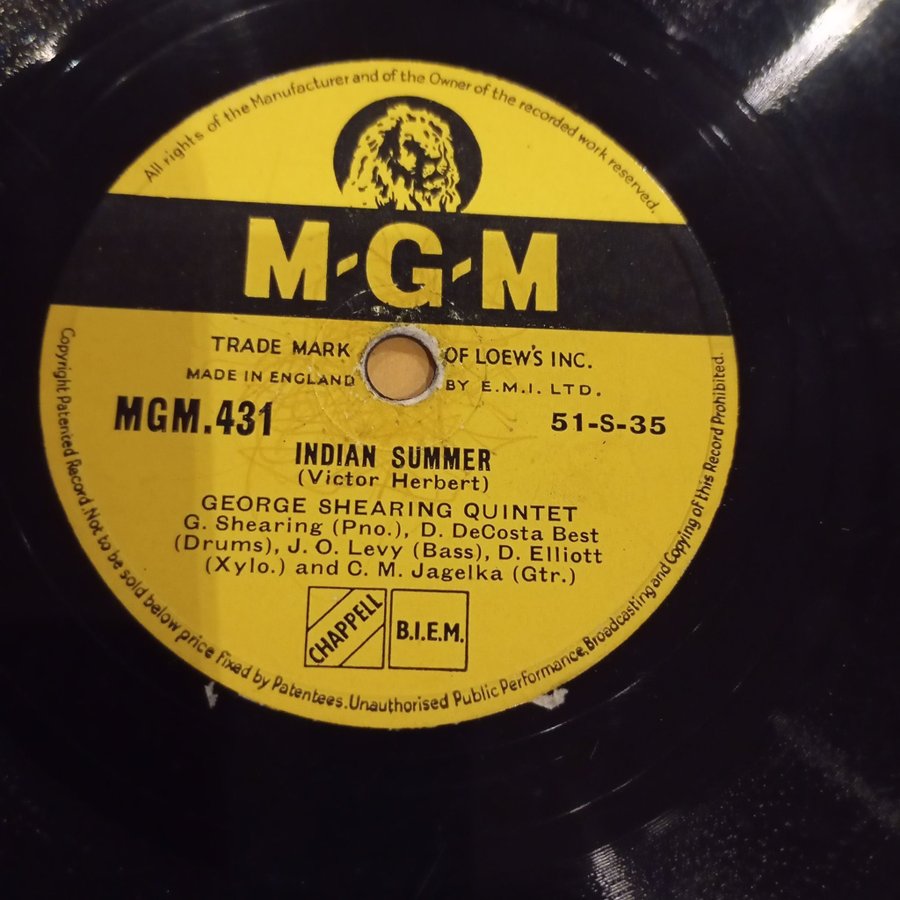 All rights of the Manufacturer and of the Owner of the recorded work reserved.
M-G-M
TRADE MARK OF LOEW'S INC.
MADE IN ENGLAND BY E.M.I. LTD.
MGM.431 51-S-35
INDIAN SUMMER
(Victor Herbert)
GEORGE SHEARING QUINTET
G. Shearing (Pno.), D. DeCosta Best
(Drums), J. O. Levy (Bass), D. Elliott
(Xylo.) and C. M. Jagelka (Gtr.)
CHAPPELL B.I.E.M.
Copyright Patented Record.Not to be sold below price fixed by Patentees.Unauthorised Public Performance,Broadcasting and Copying of this Record Prohibited.